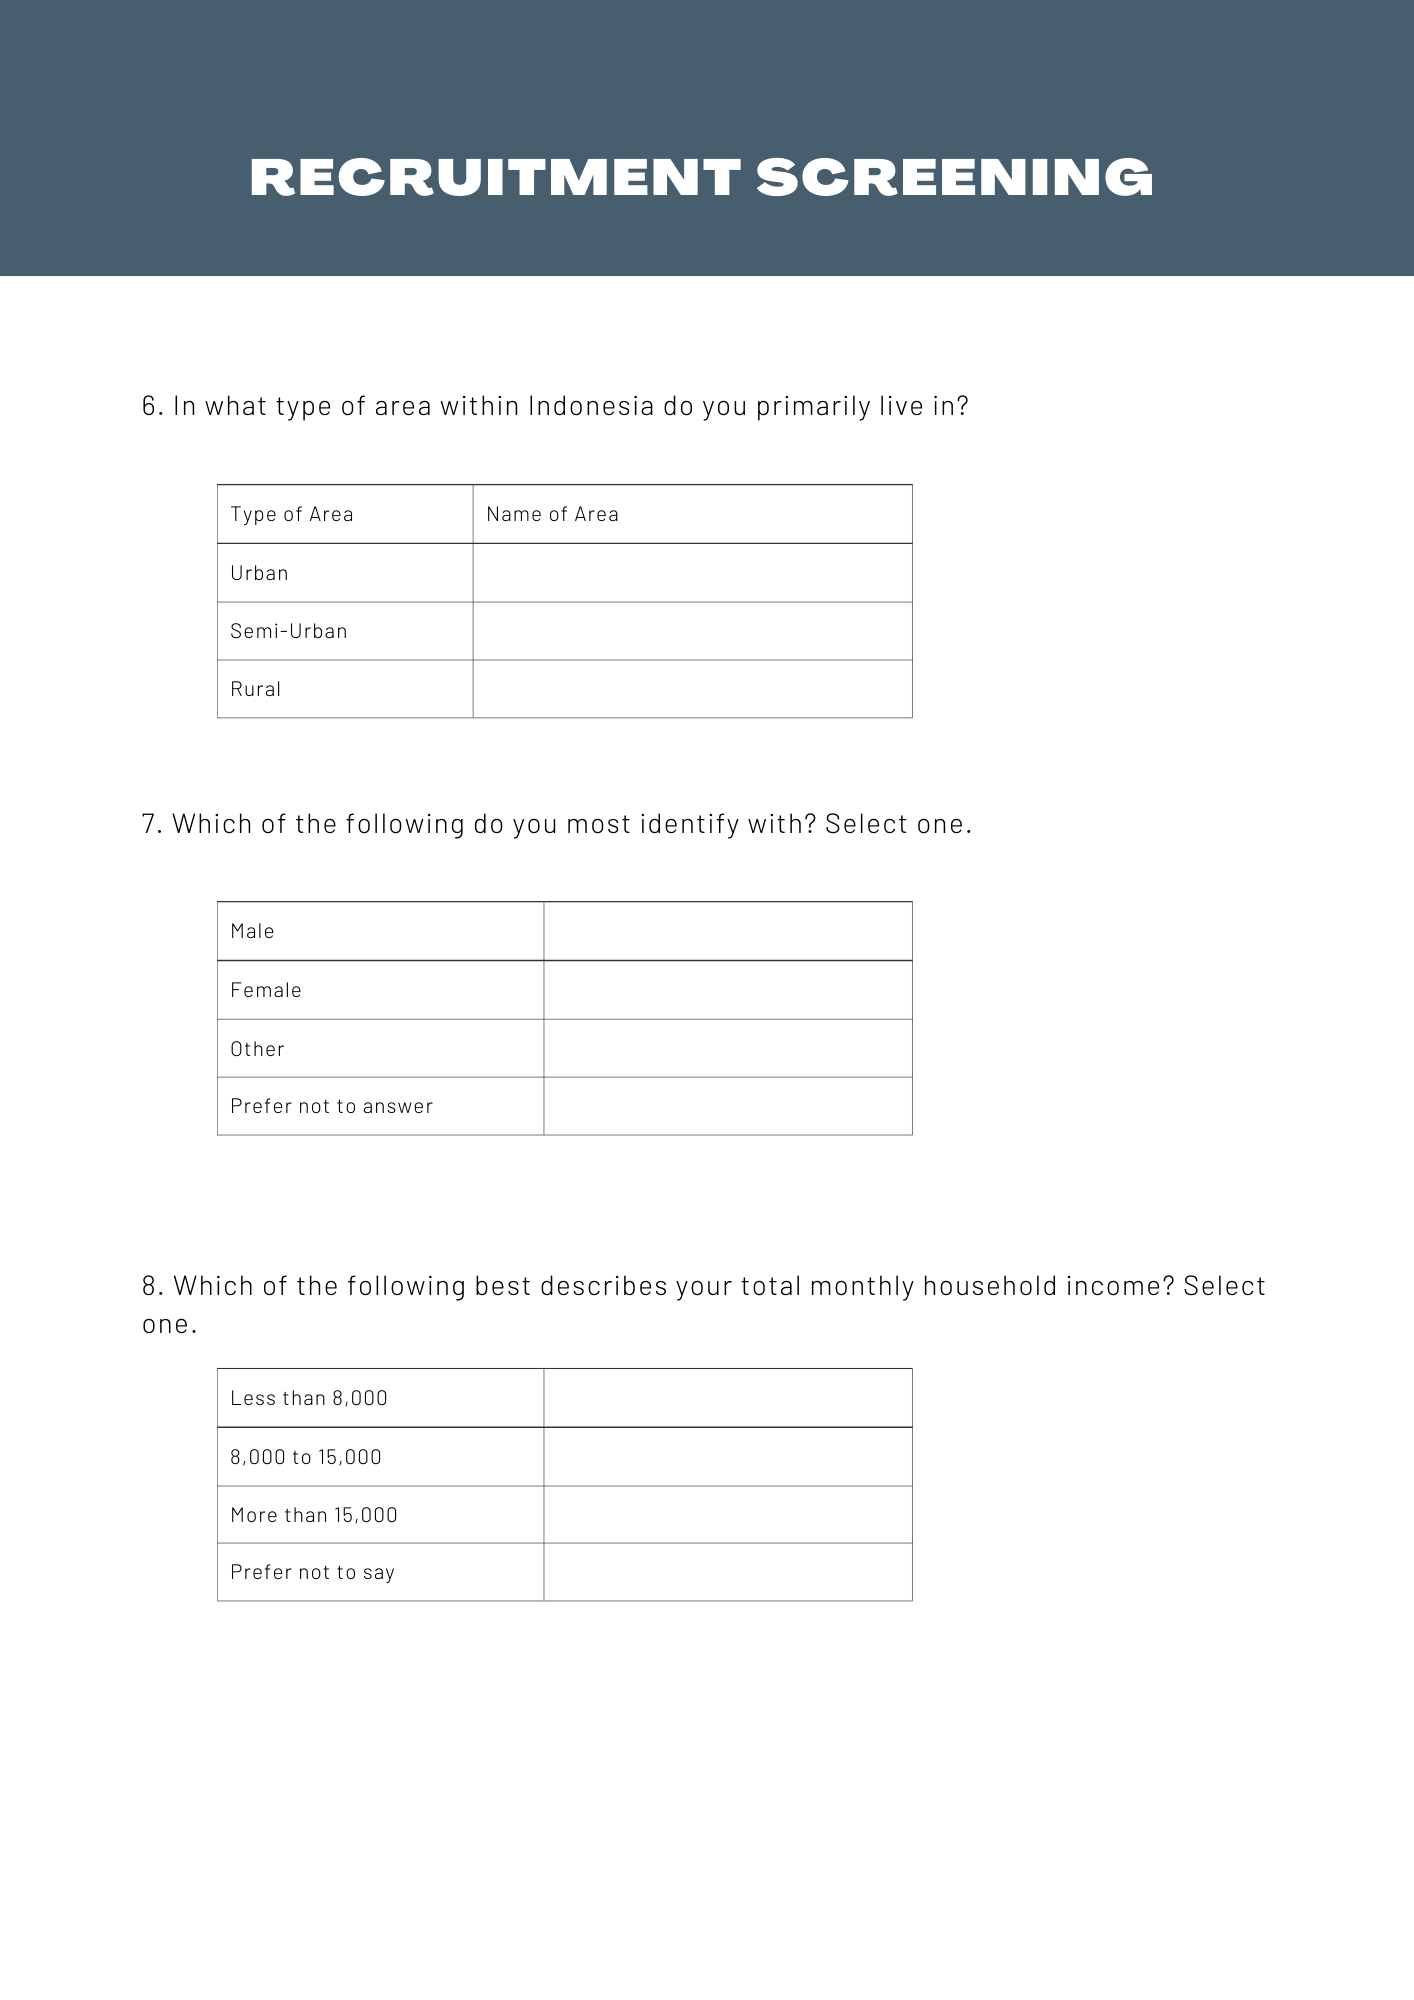 RECRUITMENT SCREENING
6. In what type of area within Indonesia do you primarily live in?
Type of Area Name of Area
Urban
Semi-Urban
Rural
7. Which of the following do you most identify with? Select one.
Male
Female
Other
Prefer not to answer
8. Which of the following best describes your total monthly household income? Select
one.
Less than 8,000
8,000 to 15,000
More than 15,000
Prefer not to say